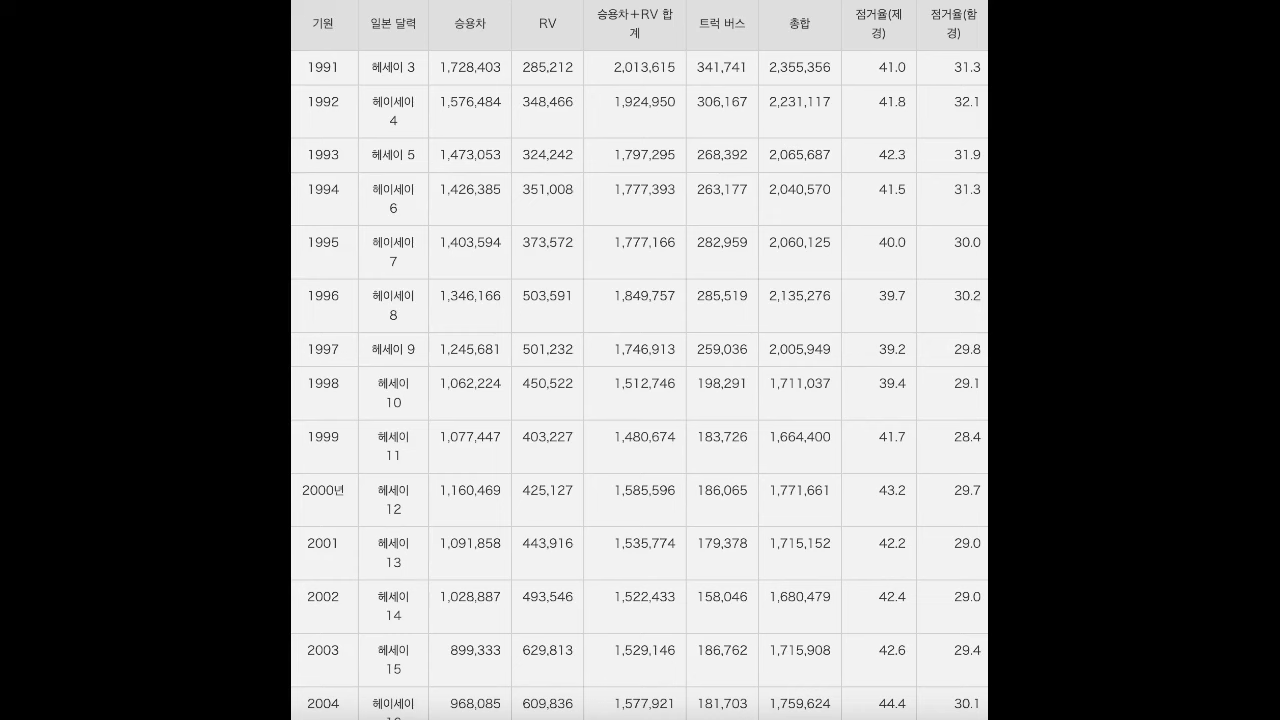 기원 일본 달력 승용차 RV 승용차+RV 합계 트럭 버스 총합 점거율(제경) 점거율(함경)
1991 헤세이 3 1,728,403 285,212 2,013,615 341,741 2,355,356 41.0 31.3
1992 헤이세이 4 1,576,484 348,466 1,924,950 306,167 2,231,117 41.8 32.1
1993 헤세이 5 1,473,053 324,242 1,797,295 268,392 2,065,687 42.3 31.9
1994 헤이세이 6 1,426,385 351,008 1,777,393 263,177 2,040,570 41.5 31.3
1995 헤이세이 7 1,403,594 373,572 1,777,166 282,959 2,060,125 40.0 30.0
1996 헤이세이 8 1,346,166 503,591 1,849,757 285,519 2,135,276 39.7 30.2
1997 헤세이 9 1,245,681 501,232 1,746,913 259,036 2,005,949 39.2 29.8
1998 헤세이 10 1,062,224 450,522 1,512,746 198,291 1,711,037 39.4 29.1
1999 헤세이 11 1,077,447 403,227 1,480,674 183,726 1,664,400 41.7 28.4
2000년 헤세이 12 1,160,469 425,127 1,585,596 186,065 1,771,661 43.2 29.7
2001 헤세이 13 1,091,858 443,916 1,535,774 179,378 1,715,152 42.2 29.0
2002 헤세이 14 1,028,887 493,546 1,522,433 158,046 1,680,479 42.4 29.0
2003 헤세이 15 899,333 629,813 1,529,146 186,762 1,715,908 42.6 29.4
2004 헤이세이 968,085 609,836 1,577,921 181,703 1,759,624 44.4 30.1